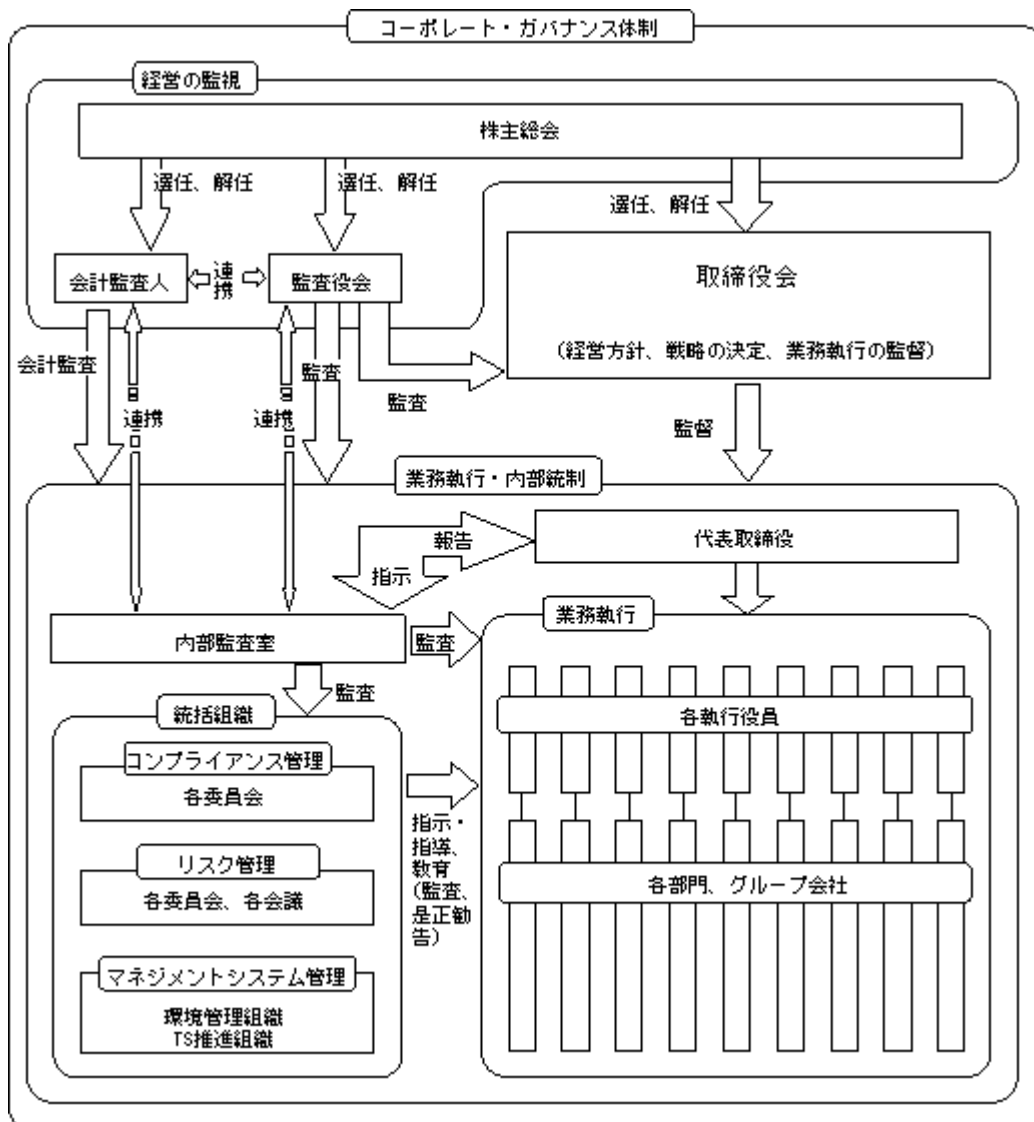 コーポレート・ガバナンス体制
経営の監視
株主総会
選任、解任
選任、解任
選任、解任
会計監査人
連
携
監査役会
取締役会
(経営方針、戦略の決定、業務執行の監督)
会計監査
監査
監査
連携
連携
監督
業務執行・内部統制
代表取締役
報告
指示
内部監査室
監査
業務執行
監査
統括組織
各執行役員
コンプライアンス管理
各委員会
指示・
指導、
教育
(監査、
是正勧
告)
リスク管理
各委員会、各会議
各部門、グループ会社
マネジメントシステム管理
環境管理組織
TS推進組織